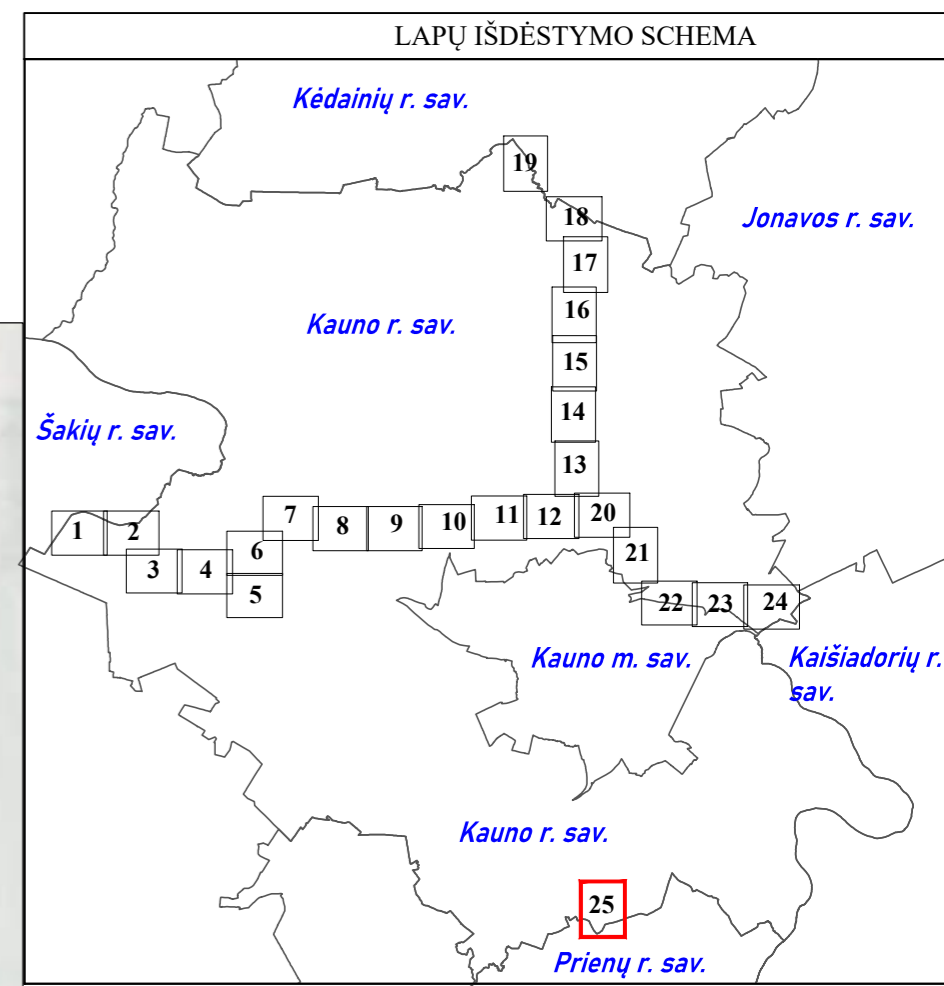 LAPŲ IŠDĖSTYMO SCHEMA
Kėdainių r. sav.
19
18
Jonavos r. sav.
17
16
Kauno r. sav.
15
14
Šakių r. sav.
13
1
2
3
4
5
6
7
8
9
10
11
12
20
21
22
23
24
Kauno m. sav.
Kaišiadorių r.
sav.
Kauno r. sav.
25
Prienų r. sav.